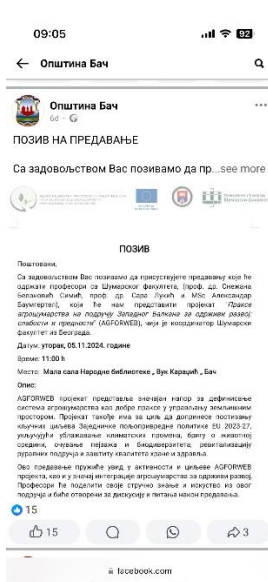 09:05
92
Општина Бач
Општина Бач
6d
ПОЗИВ НА ПРЕДАВАЊЕ
Са задовољством Вас позивамо да пр...see more
ПОЗИВ
Поштовани,
Са задовољством Вас позивамо да присуствујете предавању које ће
одржати професори са Шумарског факултета, (проф. др Снежана
Белановић Симић, проф. др Сара Лукић и MSc Александар
Баумгертел), који ће нам представити пројекат "Праксе
агрошумарства на подручју Западног Балкана за одрживи развој:
слабости и предности" (AGFORWEB), чији је координатор Шумарски
факултет из Београда.
Датум: уторак, 05.11.2024. године
Време: 11:00 h
Место: Мала сала Народне библиотеке „ Вук Караџић „ Бач
Опис:
AGFORWEB пројекат представља значајан напор за дефинисање
система агрошумарства као добре праксе у управљању земљишним
простором. Пројекат такође има за циљ да допринесе постизању
кључних циљева Заједничке пољопривредне политике EU 2023-27,
укључујући ублажавање климатских промена, бригу о животној
средини, очување пејзажа и биодиверзитета, ревитализацију
руралних подручја и заштиту квалитета хране и здравља.
Ово предавање пружиће увид у активности и циљеве AGFORWEB
пројекта, као и у значај интеграције агрошумарства за одрживи развој.
Професори ће поделити своје стручно знање и искуство из овог
подручја и биће отворени за дискусију и питања након предавања.
15
15
3
facebook.com